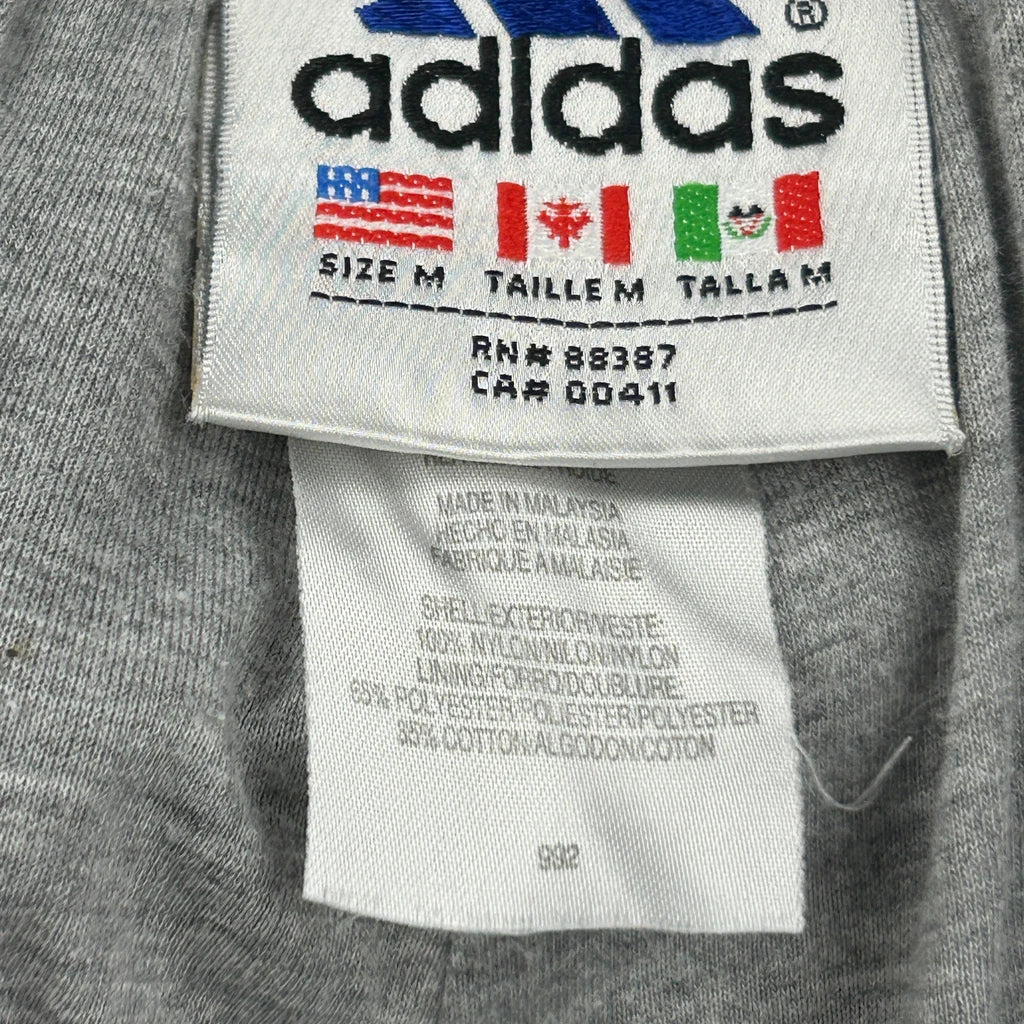 ®
adidas
SIZE M TAILLE M TALLA M
RN# 88387
CA# 00411
MADE IN MALAYSIA
HECHO EN MALASIA
FABRIQUE A MALAISIE
SHELL/EXTERIOR/VESTE:
100% NYLON/NILON/NYLON
LINING/FORRO/DOUBLURE
POLYESTER/POLIESTER/POLYESTER
COTTON/ALGODON/COTON
992